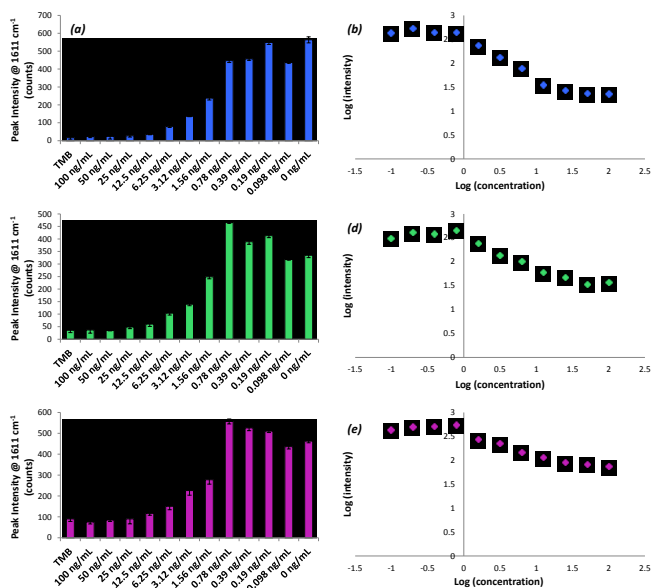 (a)
Peak Intensity @ 1611 cm⁻¹
(counts)
700
600
500
400
300
200
100
0
TMB
100 ng/mL
50 ng/mL
25 ng/mL
12.5 ng/mL
6.25 ng/mL
3.12 ng/mL
1.56 ng/mL
0.78 ng/mL
0.39 ng/mL
0.19 ng/mL
0.098 ng/mL
0 ng/mL
(b)
Log (intensity)
3
2.5
2
1.5
1
0.5
0
-1.5
-1
-0.5
0
0.5
1
1.5
2
2.5
Log (concentration)
Peak Intensity @ 1611 cm⁻¹
(counts)
500
450
400
350
300
250
200
150
100
50
0
TMB
100 ng/mL
50 ng/mL
25 ng/mL
12.5 ng/mL
6.25 ng/mL
3.12 ng/mL
1.56 ng/mL
0.78 ng/mL
0.39 ng/mL
0.19 ng/mL
0.098 ng/mL
0 ng/mL
(d)
Log (intensity)
3
2.5
2
1.5
1
0.5
0
-1.5
-1
-0.5
0
0.5
1
1.5
2
2.5
Log (concentration)
Peak Intensity @ 1611 cm⁻¹
(counts)
600
500
400
300
200
100
0
TMB
100 ng/mL
50 ng/mL
25 ng/mL
12.5 ng/mL
6.25 ng/mL
3.12 ng/mL
1.56 ng/mL
0.78 ng/mL
0.39 ng/mL
0.19 ng/mL
0.098 ng/mL
0 ng/mL
(e)
Log (intensity)
3
2.5
2
1.5
1
0.5
0
-1.5
-1
-0.5
0
0.5
1
1.5
2
2.5
Log (concentration)